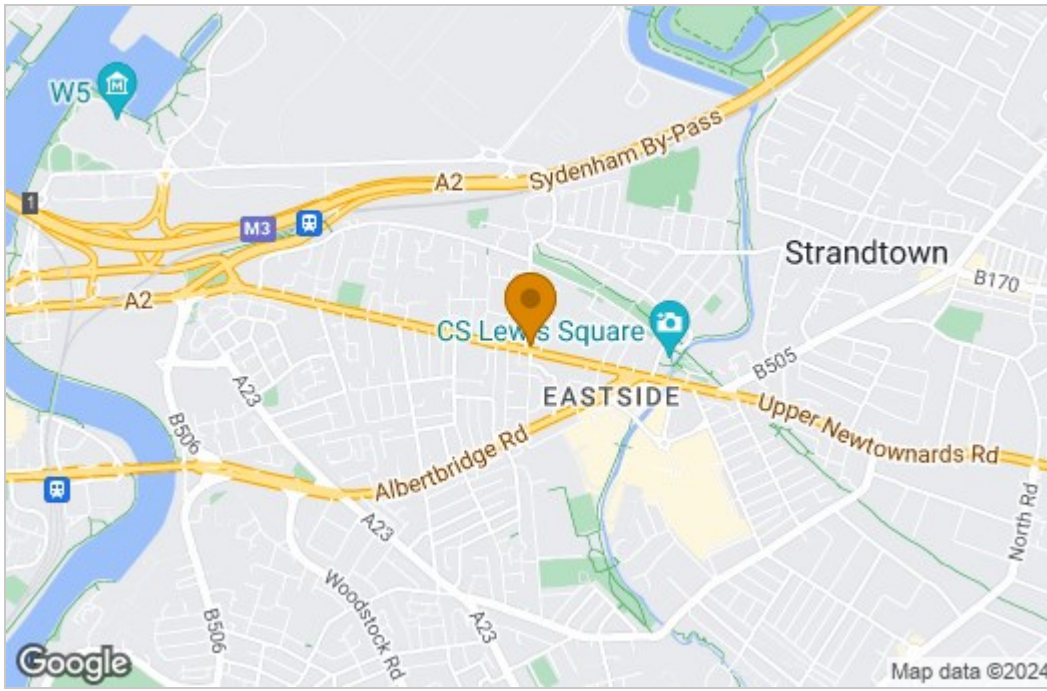 W5
Sydenham By-Pass
A2
1
M3
Strandtown
B170
A2
CS Lewis Square
B505
EASTSIDE
A23
B506
Upper Newtownards Rd
Albertbridge Rd
A23
North Rd
Woodstock Rd
A23
B506
Google
Map data ©2024